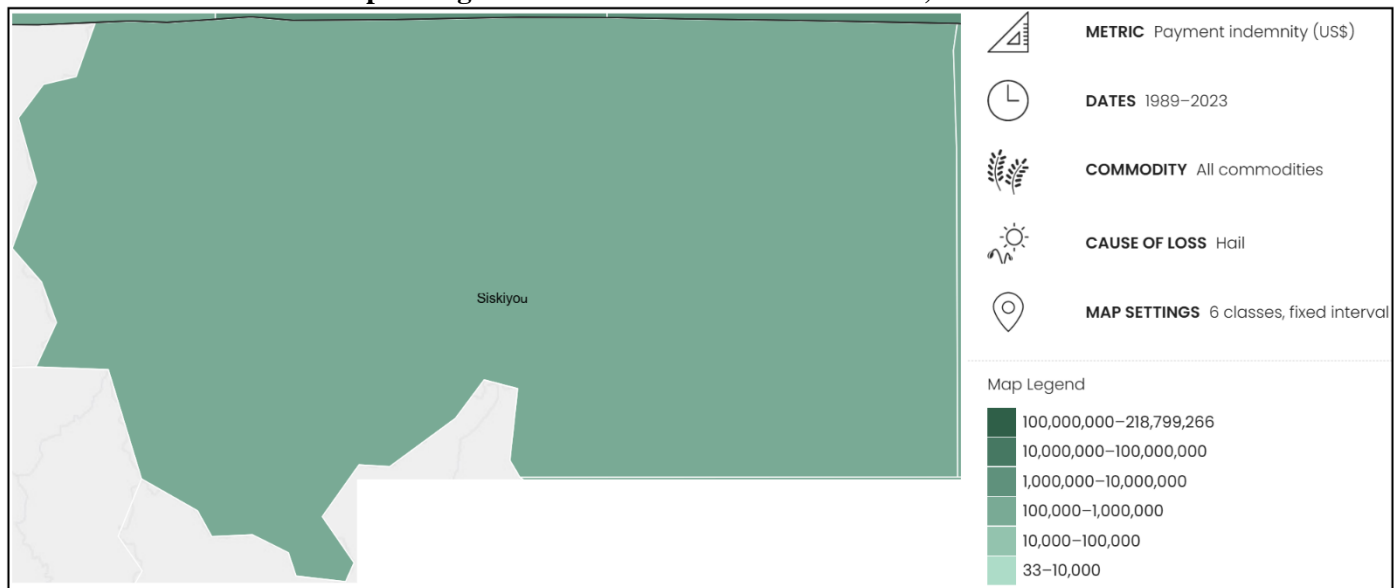 Siskiyou
METRIC Payment indemnity (US$)
DATES 1989–2023
COMMODITY All commodities
CAUSE OF LOSS Hail
MAP SETTINGS 6 classes, fixed interval
Map Legend
100,000,000–218,799,266
10,000,000–100,000,000
1,000,000–10,000,000
100,000–1,000,000
10,000–100,000
33–10,000